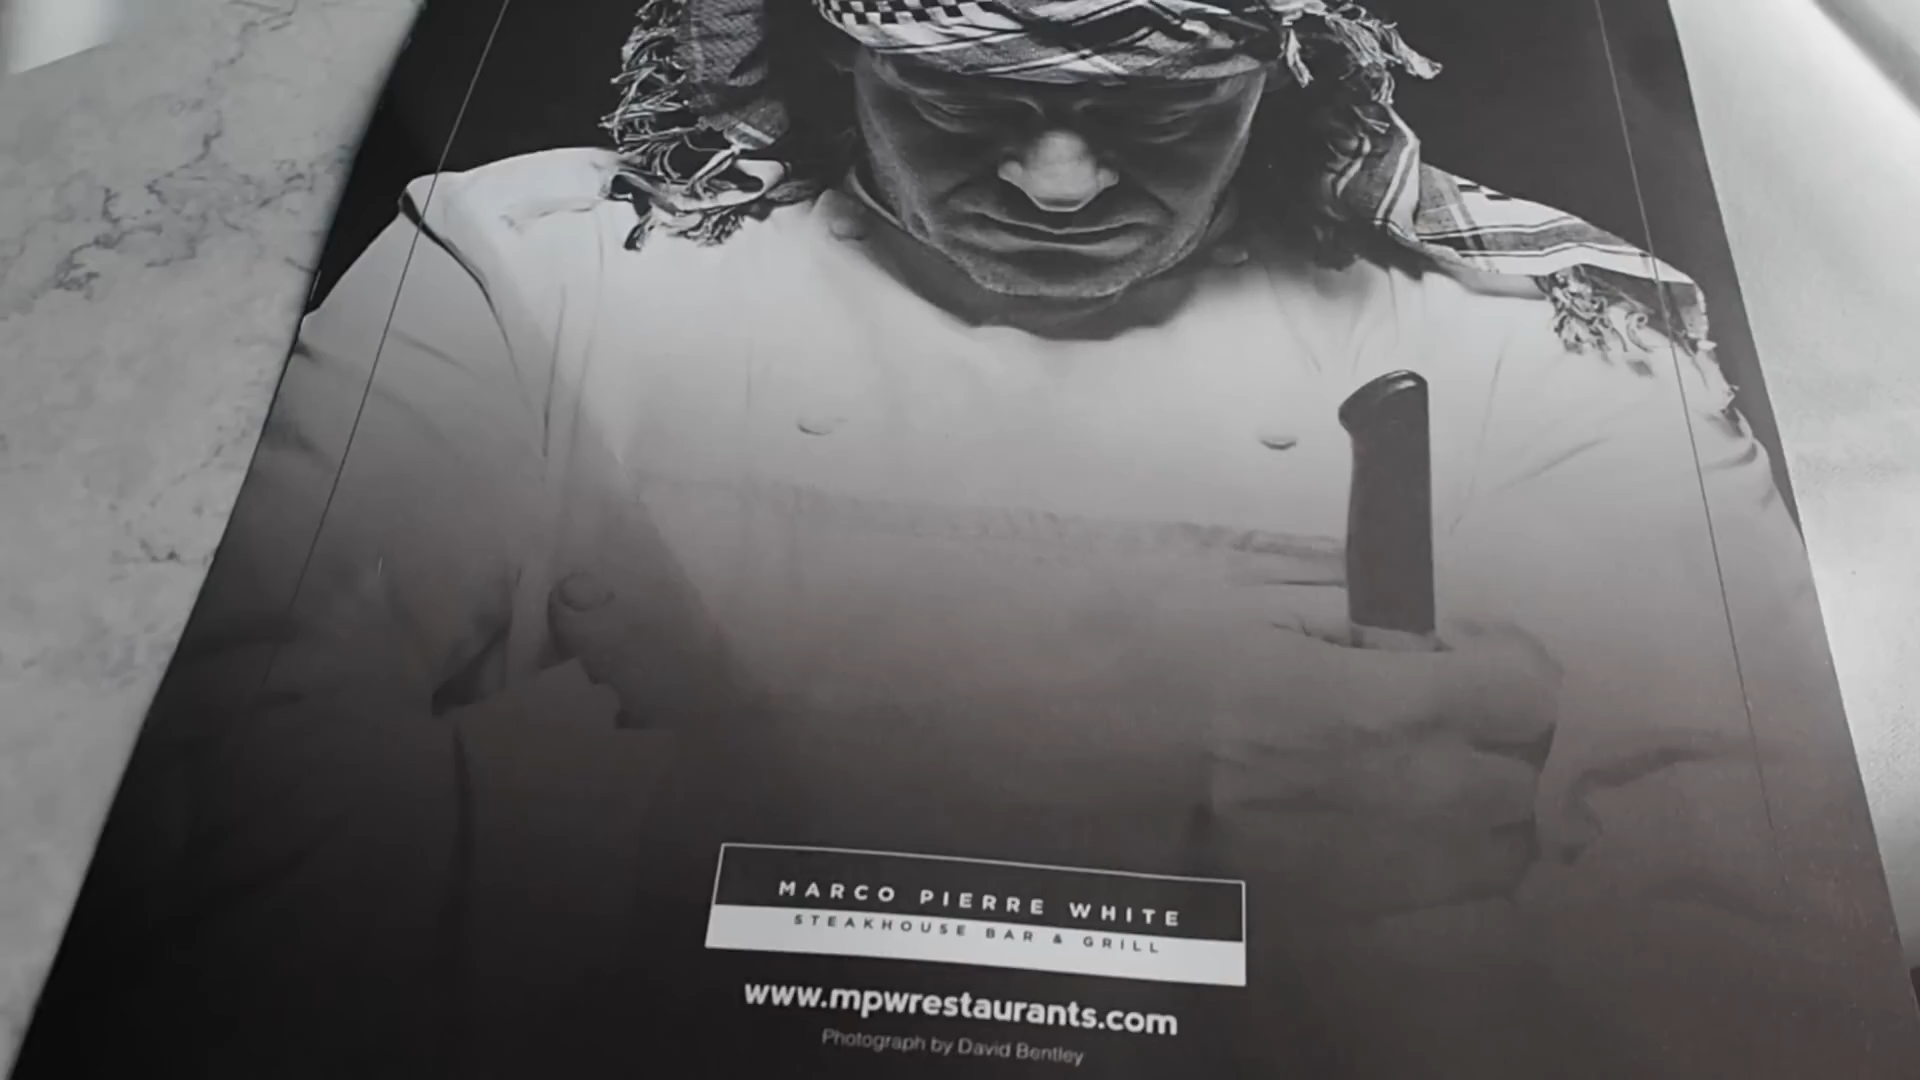 MARCO PIERRE WHITE
STEAKHOUSE BAR & GRILL
www.mpwrestaurants.com
Photograph by David Bentley